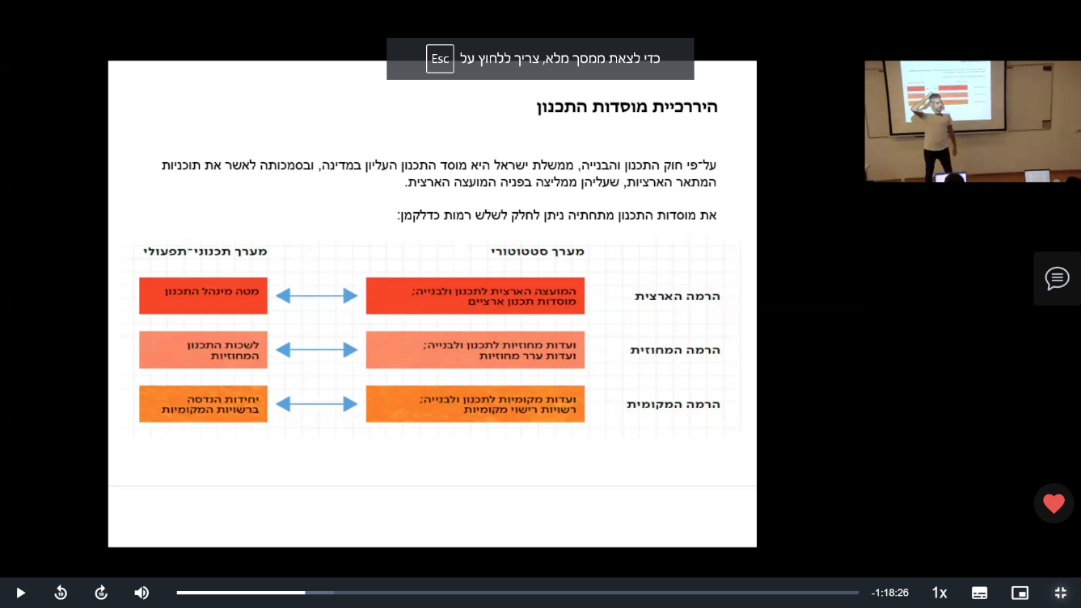 כדי לצאת ממסך מלא, צריך ללחוץ על Esc
היררכיית מוסדות התכנון
על־פי חוק התכנון והבנייה, ממשלת ישראל היא מוסד התכנון העליון במדינה, ובסמכותה לאשר את תוכניות
המתאר הארציות, שעליהן ממליצה בפניה המועצה הארצית.
את מוסדות התכנון מתחתיה ניתן לחלק לשלש רמות כדלקמן:
מערך סטטוטורי
מערך תכנוני־תפעולי
הרמה הארצית
המועצה הארצית לתכנון ולבנייה;
מוסדות תכנון ארציים
מטה מינהל התכנון
הרמה המחוזית
ועדות מחוזיות לתכנון ולבנייה;
ועדות ערר מחוזיות
לשכות התכנון
המחוזיות
הרמה המקומית
ועדות מקומיות לתכנון ולבנייה;
רשויות רישוי מקומיות
יחידות הנדסה
ברשויות המקומיות
-1:18:26
1x